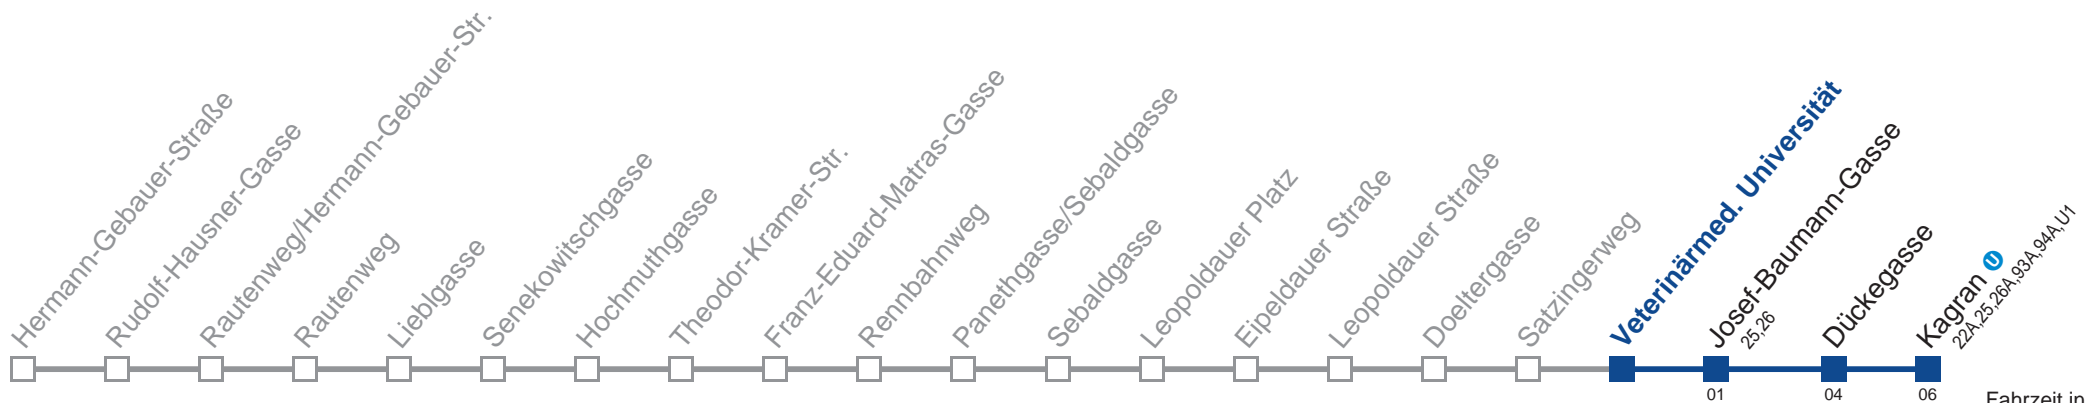 Hermann-Gebauer-Straße
Rudolf-Hausner-Gasse
Rautenweg/Hermann-Gebauer-Str.
Rautenweg
Lieblgasse
Senekowitschgasse
Hochmuthgasse
Theodor-Kramer-Str.
Franz-Eduard-Matras-Gasse
Rennbahnweg
Panethgasse/Sebaldgasse
Sebaldgasse
Leopoldauer Platz
Eipeldauer Straße
Leopoldauer Straße
Doeltergasse
Satzingerweg
Veterinärmed. Universität
Josef-Baumann-Gasse
25,26
Dückegasse
Kagran U
22A,25,26A,93A,94A,U1
01
04
06
Fahrzeit in